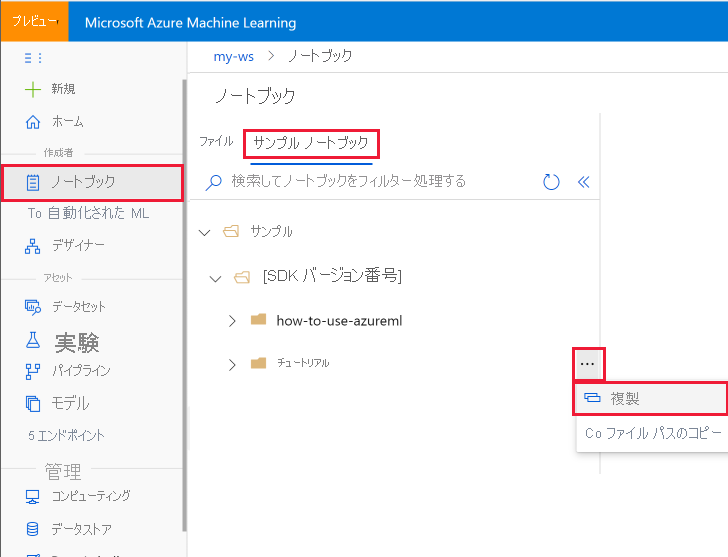 プレビュー
Microsoft Azure Machine Learning
新規
ホーム
作成者
ノートブック
To 自動化された ML
デザイナー
アセット
データセット
実験
パイプライン
モデル
5 エンドポイント
管理
コンピューティング
データストア
my-ws > ノートブック
ノートブック
ファイル サンプル ノートブック
検索してノートブックをフィルター処理する
サンプル
[SDK バージョン番号]
how-to-use-azureml
チュートリアル
...
複製
Co ファイル パスのコピー